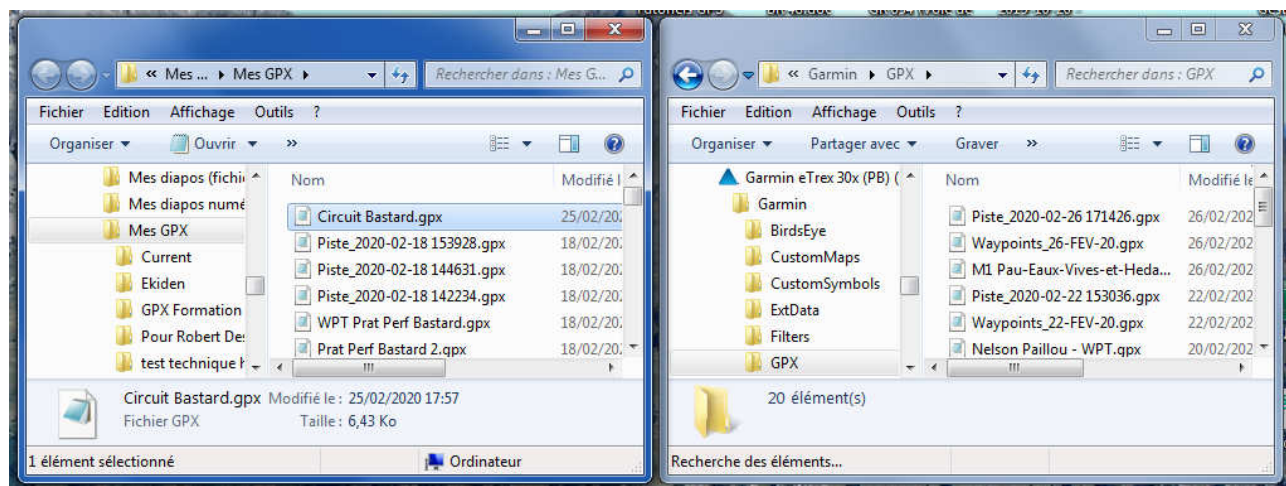 « Mes ... ▸ Mes GPX ▸
Rechercher dans : Mes G...
Fichier Edition Affichage Outils ?
Organiser Ouvrir »
Mes diapos (fichi
Mes diapos numé
Mes GPX
Current
Ekiden
GPX Formation
Pour Robert De
test technique
Nom Modifié l
Circuit Bastard.gpx 25/02/202
Piste_2020-02-18 153928.gpx 18/02/202
Piste_2020-02-18 144631.gpx 18/02/202
Piste_2020-02-18 142234.gpx 18/02/202
WPT Prat Perf Bastard.gpx 18/02/202
Prat Perf Bastard 2.gpx 18/02/202
Circuit Bastard.gpx Modifié le : 25/02/2020 17:57
Fichier GPX Taille : 6,43 Ko
1 élément sélectionné Ordinateur
« Garmin ▸ GPX ▸
Rechercher dans : GPX
Fichier Edition Affichage Outils ?
Organiser Partager avec Graver »
Garmin eTrex 30x (PB) (
Garmin
BirdsEye
CustomMaps
CustomSymbols
ExtData
Filters
GPX
Nom Modifié le
Piste_2020-02-26 171426.gpx 26/02/202
Waypoints_26-FEV-20.gpx 26/02/202
M1 Pau-Eaux-Vives-et-Heda... 26/02/202
Piste_2020-02-22 153036.gpx 22/02/202
Waypoints_22-FEV-20.gpx 22/02/202
Nelson Paillou - WPT.gpx 20/02/202
20 élément(s)
Recherche des éléments...